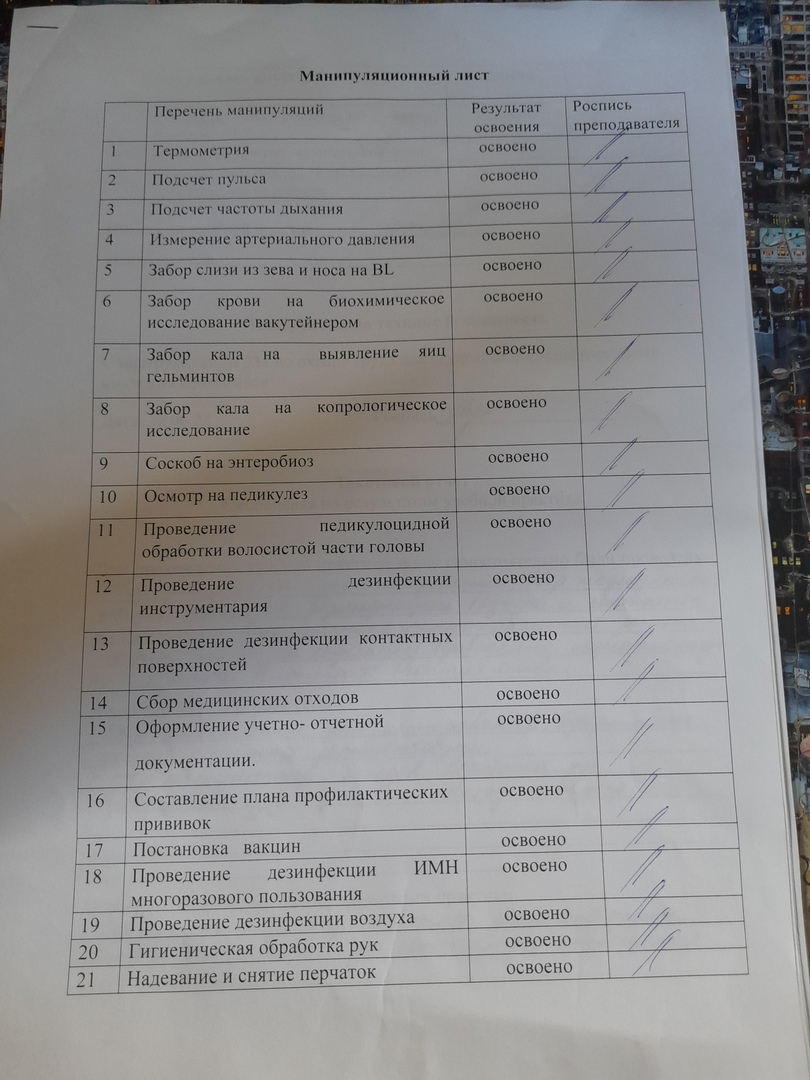 Манипуляционный лист
Перечень манипуляций Результат Роспись
освоения преподавателя
1 Термометрия освоено
2 Подсчет пульса освоено
3 Подсчет частоты дыхания освоено
4 Измерение артериального давления освоено
5 Забор слизи из зева и носа на BL освоено
6 Забор крови на биохимическое освоено
исследование вакутейнером
7 Забор кала на выявление яиц освоено
гельминтов
8 Забор кала на копрологическое освоено
исследование
9 Соскоб на энтеробиоз освоено
10 Осмотр на педикулез освоено
11 Проведение педикулоцидной освоено
обработки волосистой части головы
12 Проведение дезинфекции освоено
инструментария
13 Проведение дезинфекции контактных освоено
поверхностей
14 Сбор медицинских отходов освоено
15 Оформление учетно- отчетной освоено
документации.
16 Составление плана профилактических освоено
прививок
17 Постановка вакцин освоено
18 Проведение дезинфекции ИМН освоено
многоразового пользования
19 Проведение дезинфекции воздуха освоено
20 Гигиеническая обработка рук освоено
21 Надевание и снятие перчаток освоено